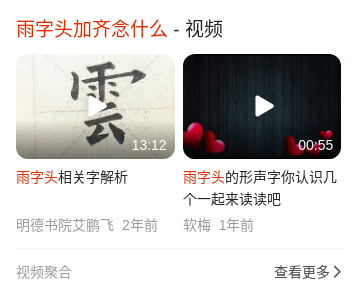 雨字头加齐念什么 - 视频
雲
13:12
00:55
雨字头相关字解析
雨字头的形声字你认识几
个一起来读读吧
明德书院艾鹏飞 2年前
软梅 1年前
视频聚合
查看更多